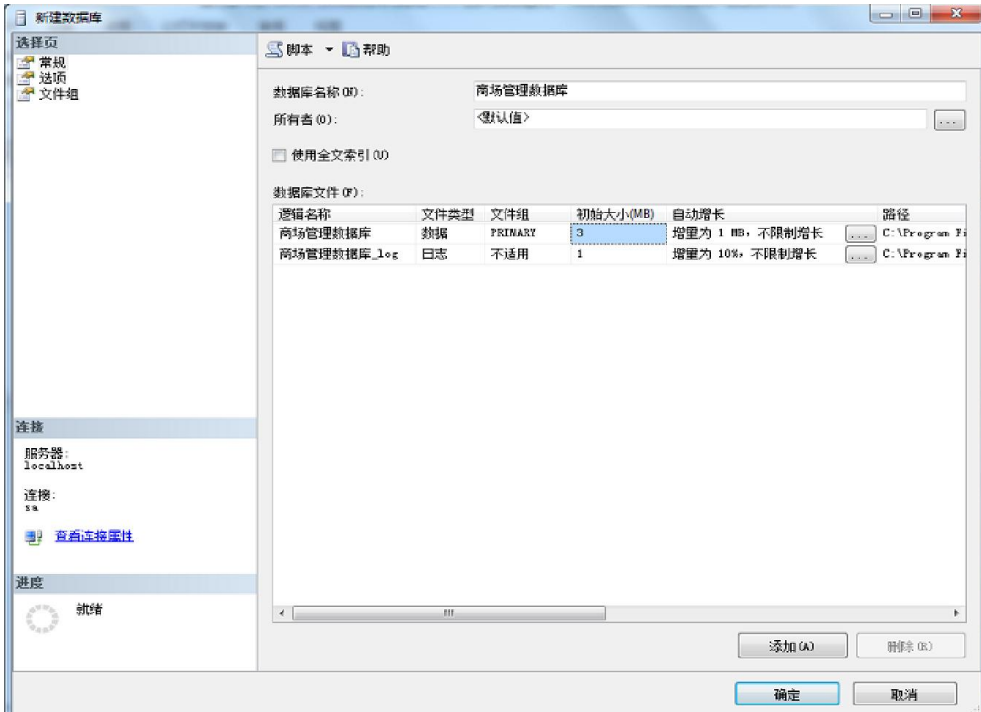 新建数据库
选择页
常规
选项
文件组
脚本 帮助
数据库名称(N): 商场管理数据库
所有者(O): <默认值> ...
使用全文索引(U)
数据库文件(F):
逻辑名称 文件类型 文件组 初始大小(MB) 自动增长 路径
商场管理数据库 数据 PRIMARY 3 增量为 1 MB，不限制增长 ... C:\Program Fi
商场管理数据库_log 日志 不适用 1 增量为 10%，不限制增长 ... C:\Program Fi
连接
服务器:
localhost
连接:
sa
查看连接属性
进度
就绪
添加(A) 删除(R)
确定 取消